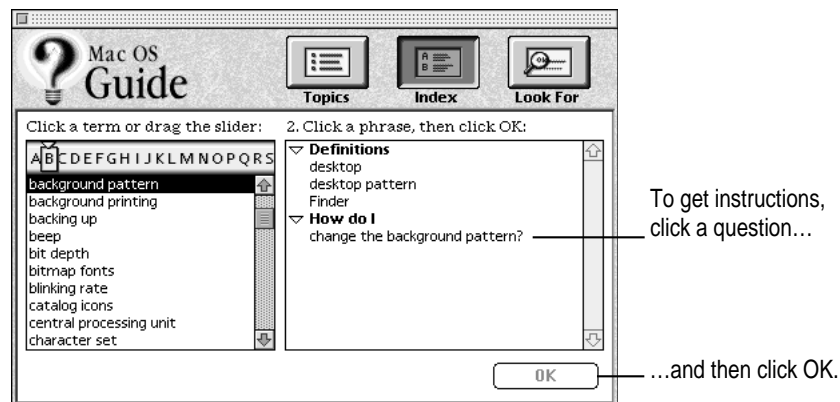 Mac OS
Guide
Topics
Index
Look For
Click a term or drag the slider:
2. Click a phrase, then click OK:
A B C D E F G H I J K L M N O P Q R S
background pattern
background printing
backing up
beep
bit depth
bitmap fonts
blinking rate
catalog icons
central processing unit
character set
Definitions
desktop
desktop pattern
Finder
How do I
change the background pattern?
OK
To get instructions,
click a question…
…and then click OK.